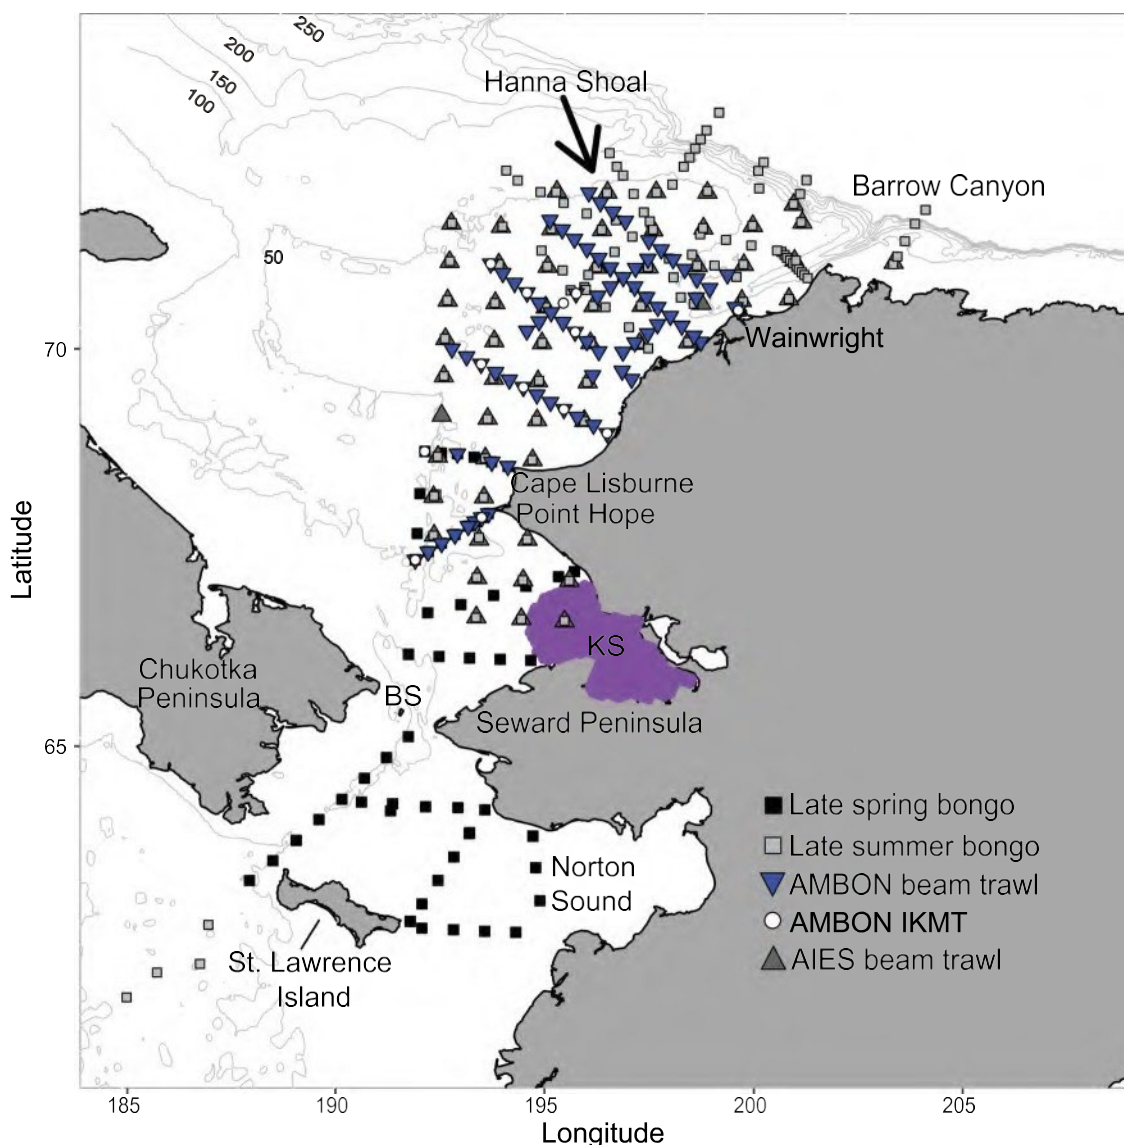 250
200
150
100
Hanna Shoal
Barrow Canyon
50
70
Wainwright
Cape Lisburne
Point Hope
Latitude
KS
Chukotka
Peninsula
BS
Seward Peninsula
65
Late spring bongo
Late summer bongo
Norton
Sound
AMBON beam trawl
AMBON IKMT
AIES beam trawl
St. Lawrence
Island
185
190
195
200
205
Longitude